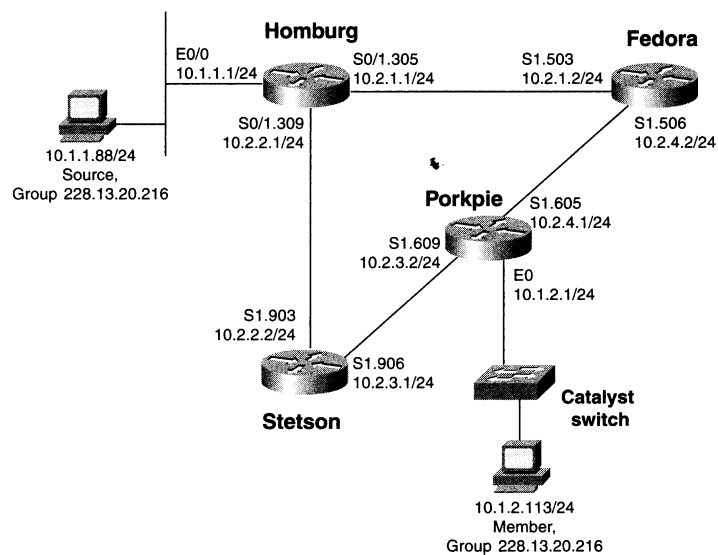 Homburg
Fedora
E0/0
10.1.1.1/24
S0/1.305
10.2.1.1/24
S1.503
10.2.1.2/24
S0/1.309
10.2.2.1/24
S1.506
10.2.4.2/24
10.1.1.88/24
Source,
Group 228.13.20.216
Porkpie
S1.605
10.2.4.1/24
S1.609
10.2.3.2/24
E0
10.1.2.1/24
S1.903
10.2.2.2/24
S1.906
10.2.3.1/24
Stetson
Catalyst
switch
10.1.2.113/24
Member,
Group 228.13.20.216